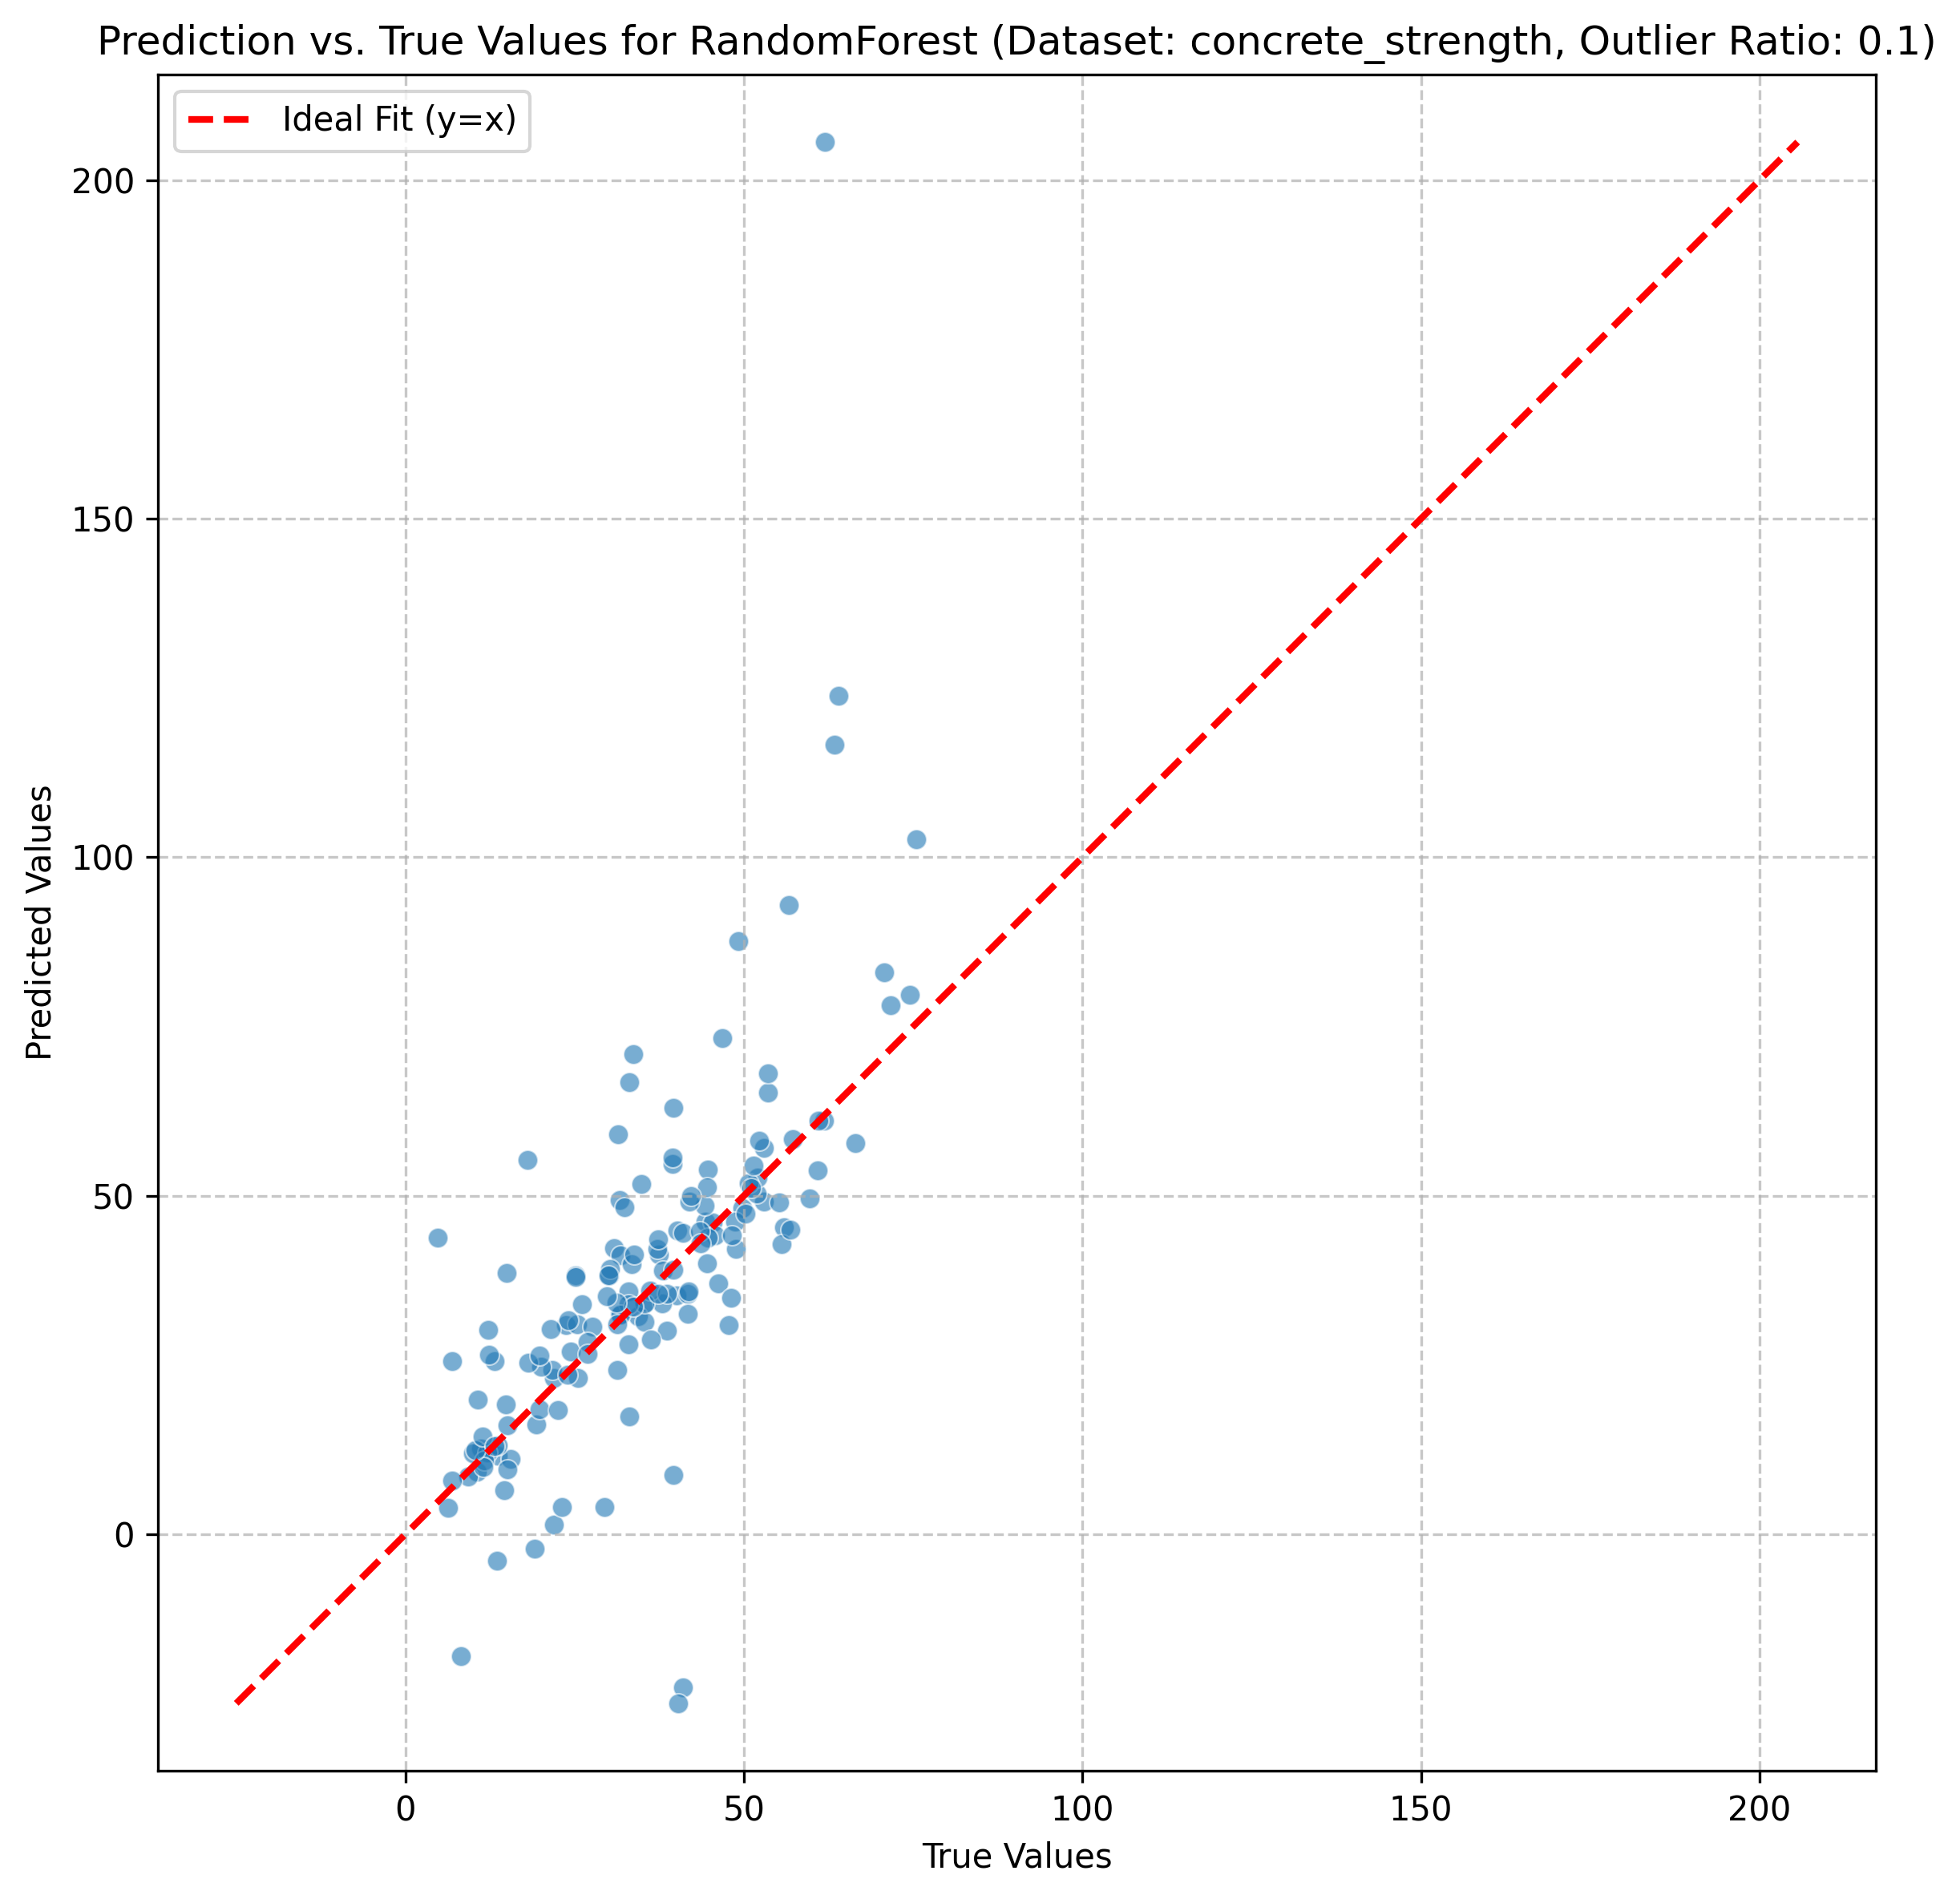 Prediction vs. True Values for RandomForest (Dataset: concrete_strength, Outlier Ratio: 0.1)
Ideal Fit (y=x)
200
150
100
50
0
Predicted Values
0 50 100 150 200
True Values